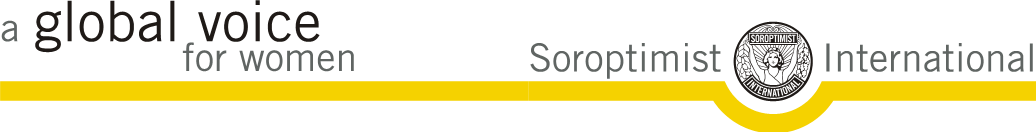 a global voice
for women
Soroptimist International
SOROPTIMIST
INTERNATIONAL